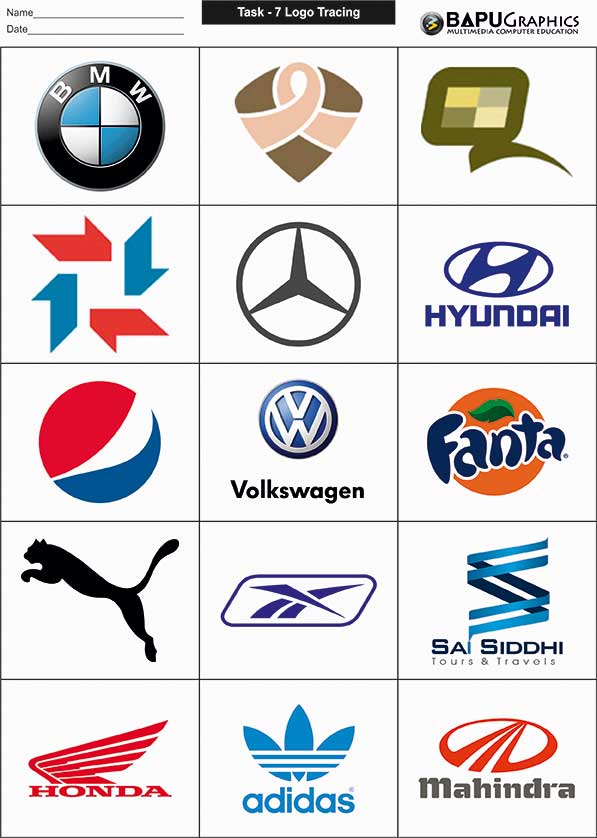 Name
Date
Task - 7 Logo Tracing
BAPUGRAPHICS
MULTIMEDIA COMPUTER EDUCATION
BMW
HYUNDAI
VW
Volkswagen
Fanta®
SAI SIDDHI
Tours & Travels
HONDA
adidas®
Mahindra